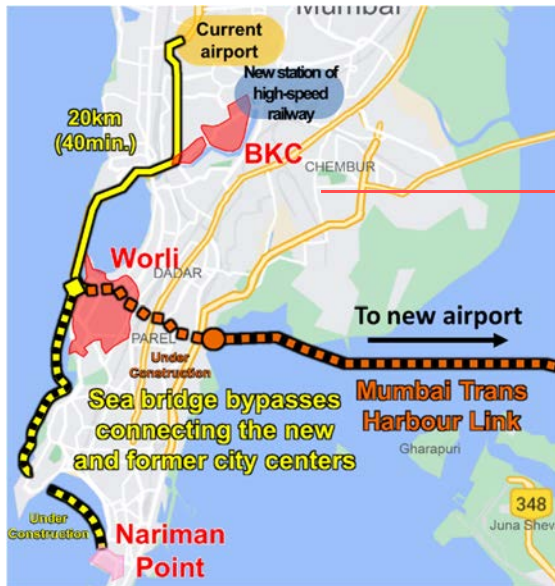 Mumbai
Current
airport
New station of
high-speed
railway
20km
(40min.)
BKC
CHEMBUR
Worli
DADAR
PAREL
Under
Construction
To new airport
Mumbai Trans
Harbour Link
Sea bridge bypasses
connecting the new
and former city centers
Gharapuri
348
Juna Shev
Under
Construction
Nariman
Point